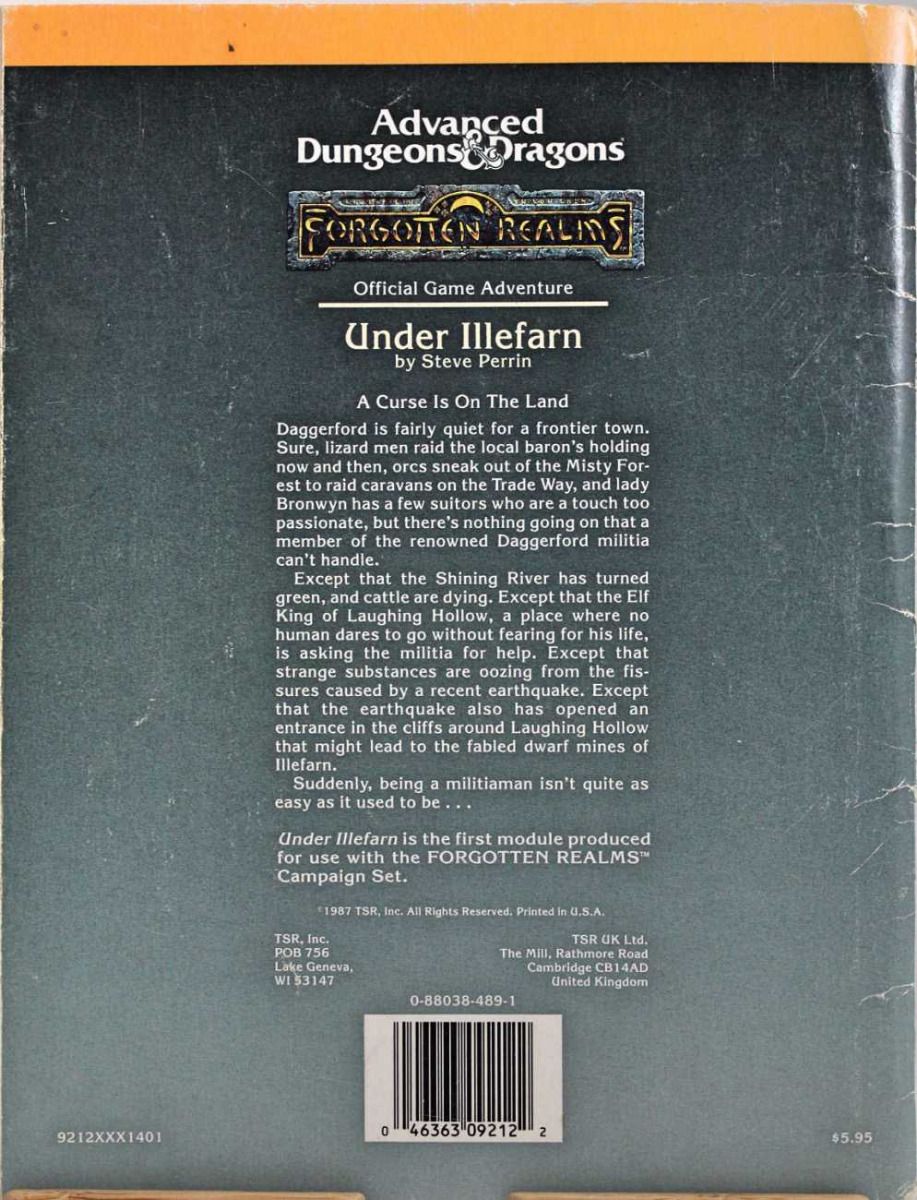 Advanced
Dungeons & Dragons
FORGOTTEN REALMS
Official Game Adventure
Under Illefarn
by Steve Perrin
A Curse Is On The Land
Daggerford is fairly quiet for a frontier town.
Sure, lizard men raid the local baron's holding
now and then, orcs sneak out of the Misty For-
est to raid caravans on the Trade Way, and lady
Bronwyn has a few suitors who are a touch too
passionate, but there's nothing going on that a
member of the renowned Daggerford militia
can't handle.
Except that the Shining River has turned
green, and cattle are dying. Except that the Elf
King of Laughing Hollow, a place where no
human dares to go without fearing for his life,
is asking the militia for help. Except that
strange substances are oozing from the fis-
sures caused by a recent earthquake. Except
that the earthquake also has opened an
entrance in the cliffs around Laughing Hollow
that might lead to the fabled dwarf mines of
Illefarn.
Suddenly, being a militiaman isn't quite as
easy as it used to be . . .
Under Illefarn is the first module produced
for use with the FORGOTTEN REALMS™
Campaign Set.
©1987 TSR, Inc. All Rights Reserved. Printed in U.S.A.
TSR, Inc.
POB 756
Lake Geneva,
WI 53147
TSR UK Ltd.
The Mill, Rathmore Road
Cambridge CB14AD
United Kingdom
0-88038-489-1
0 46363 09212 2
9212XXX1401
$5.95